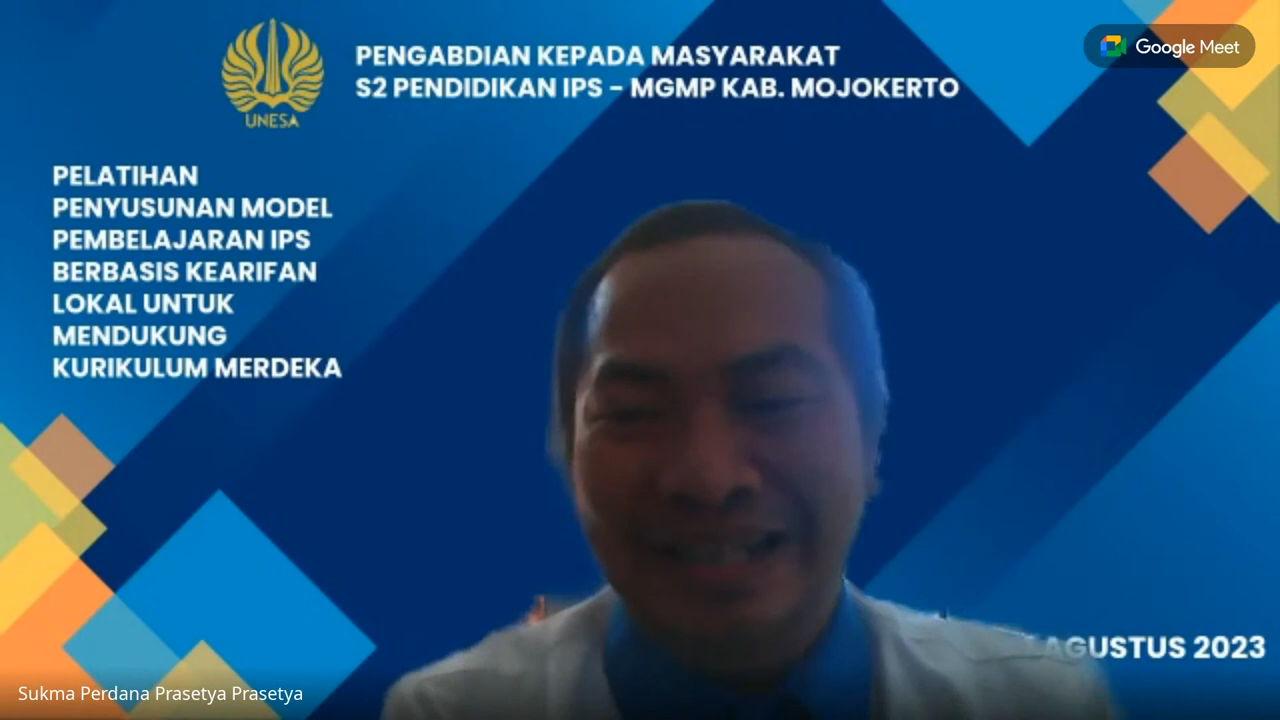 Google Meet
UNESA
PENGABDIAN KEPADA MASYARAKAT
S2 PENDIDIKAN IPS – MGMP KAB. MOJOKERTO
PELATIHAN
PENYUSUNAN MODEL
PEMBELAJARAN IPS
BERBASIS KEARIFAN
LOKAL UNTUK
MENDUKUNG
KURIKULUM MERDEKA
AGUSTUS 2023
Sukma Perdana Prasetya Prasetya